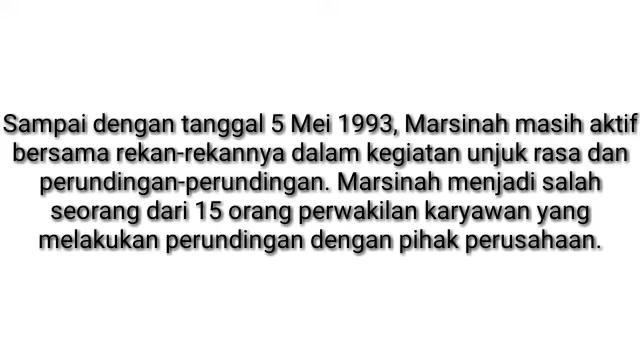 Sampai dengan tanggal 5 Mei 1993, Marsinah masih aktif
bersama rekan-rekannya dalam kegiatan unjuk rasa dan
perundingan-perundingan. Marsinah menjadi salah
seorang dari 15 orang perwakilan karyawan yang
melakukan perundingan dengan pihak perusahaan.